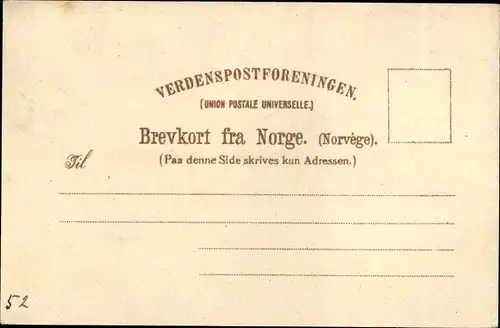 VERDENSPOSTFORENINGEN.
(UNION POSTALE UNIVERSELLE.)
Brevkort fra Norge. (Norvège).
(Paa denne Side skrives kun Adressen.)
Til
52